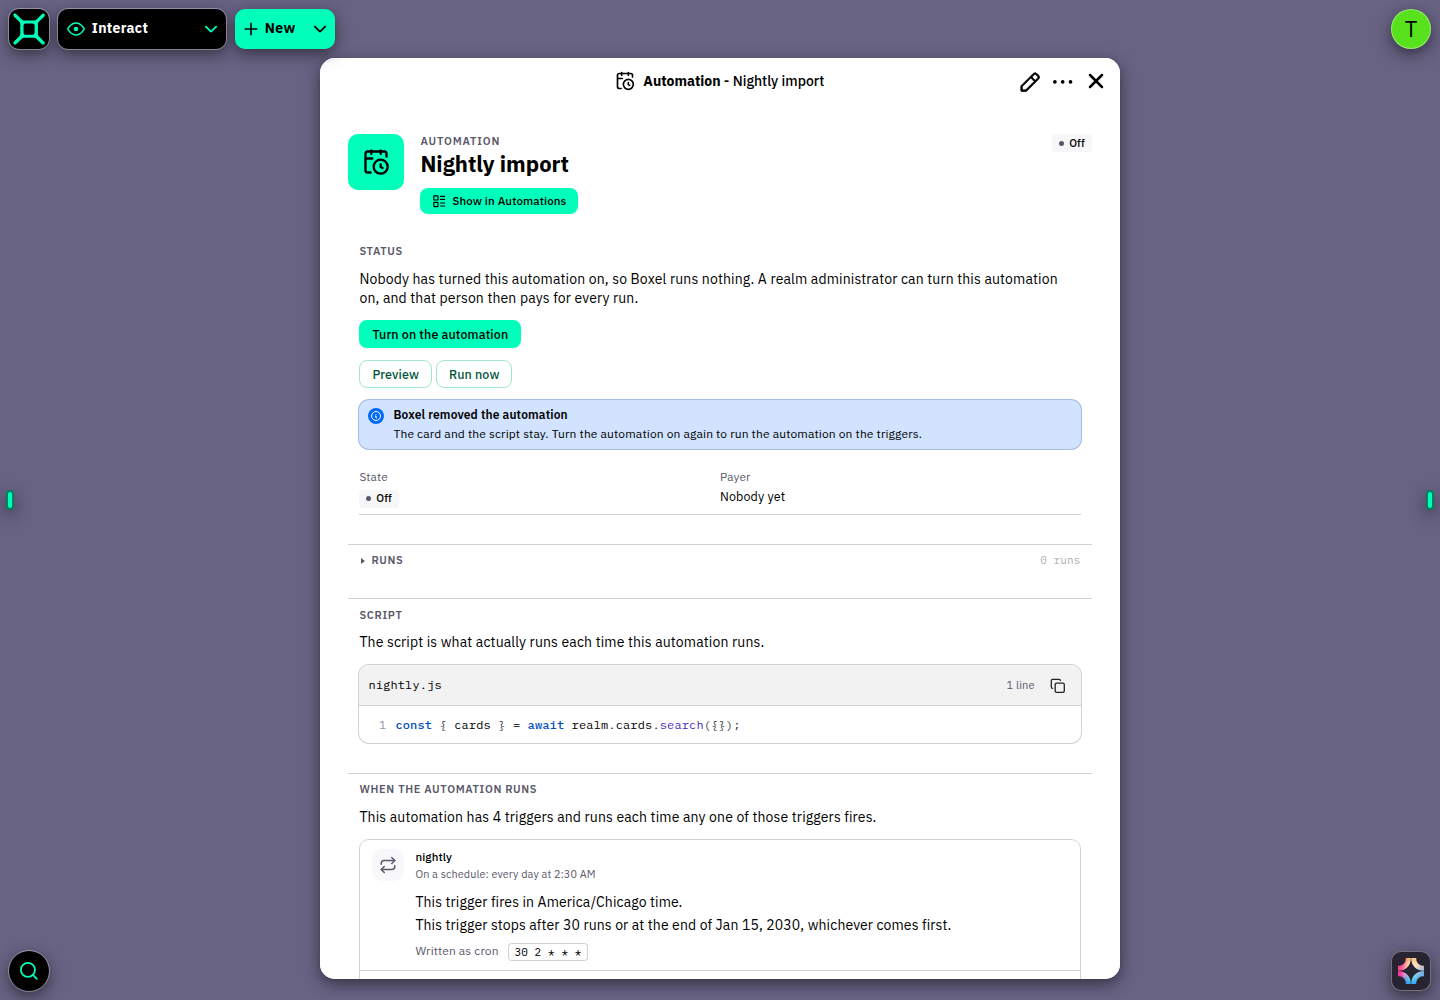 Interact
New
T
Automation - Nightly import
AUTOMATION
Nightly import
Off
Show in Automations
STATUS
Nobody has turned this automation on, so Boxel runs nothing. A realm administrator can turn this automation
on, and that person then pays for every run.
Turn on the automation
Preview
Run now
Boxel removed the automation
The card and the script stay. Turn the automation on again to run the automation on the triggers.
State
Payer
Off
Nobody yet
RUNS
0 runs
SCRIPT
The script is what actually runs each time this automation runs.
nightly.js
1 line
1 const { cards } = await realm.cards.search({});
WHEN THE AUTOMATION RUNS
This automation has 4 triggers and runs each time any one of those triggers fires.
nightly
On a schedule: every day at 2:30 AM
This trigger fires in America/Chicago time.
This trigger stops after 30 runs or at the end of Jan 15, 2030, whichever comes first.
Written as cron 30 2 * * *